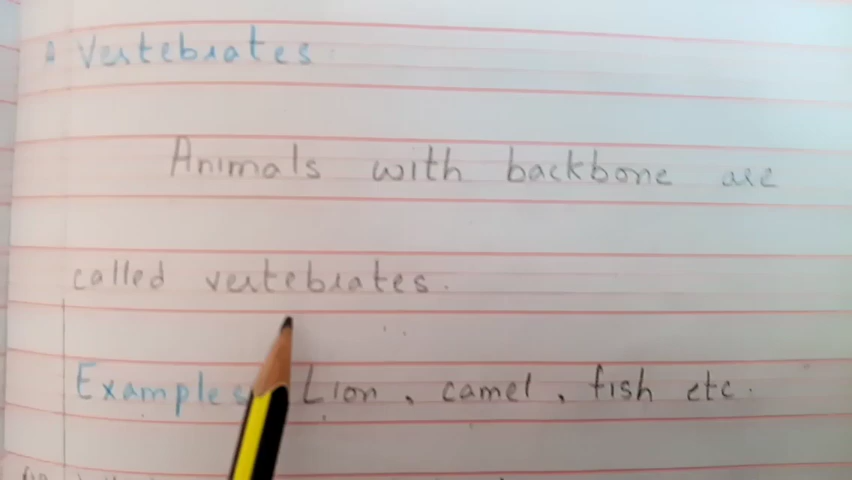 Vertebrates
Animals with backbone are
called vertebrates.
Examples Lion, camel, fish etc.